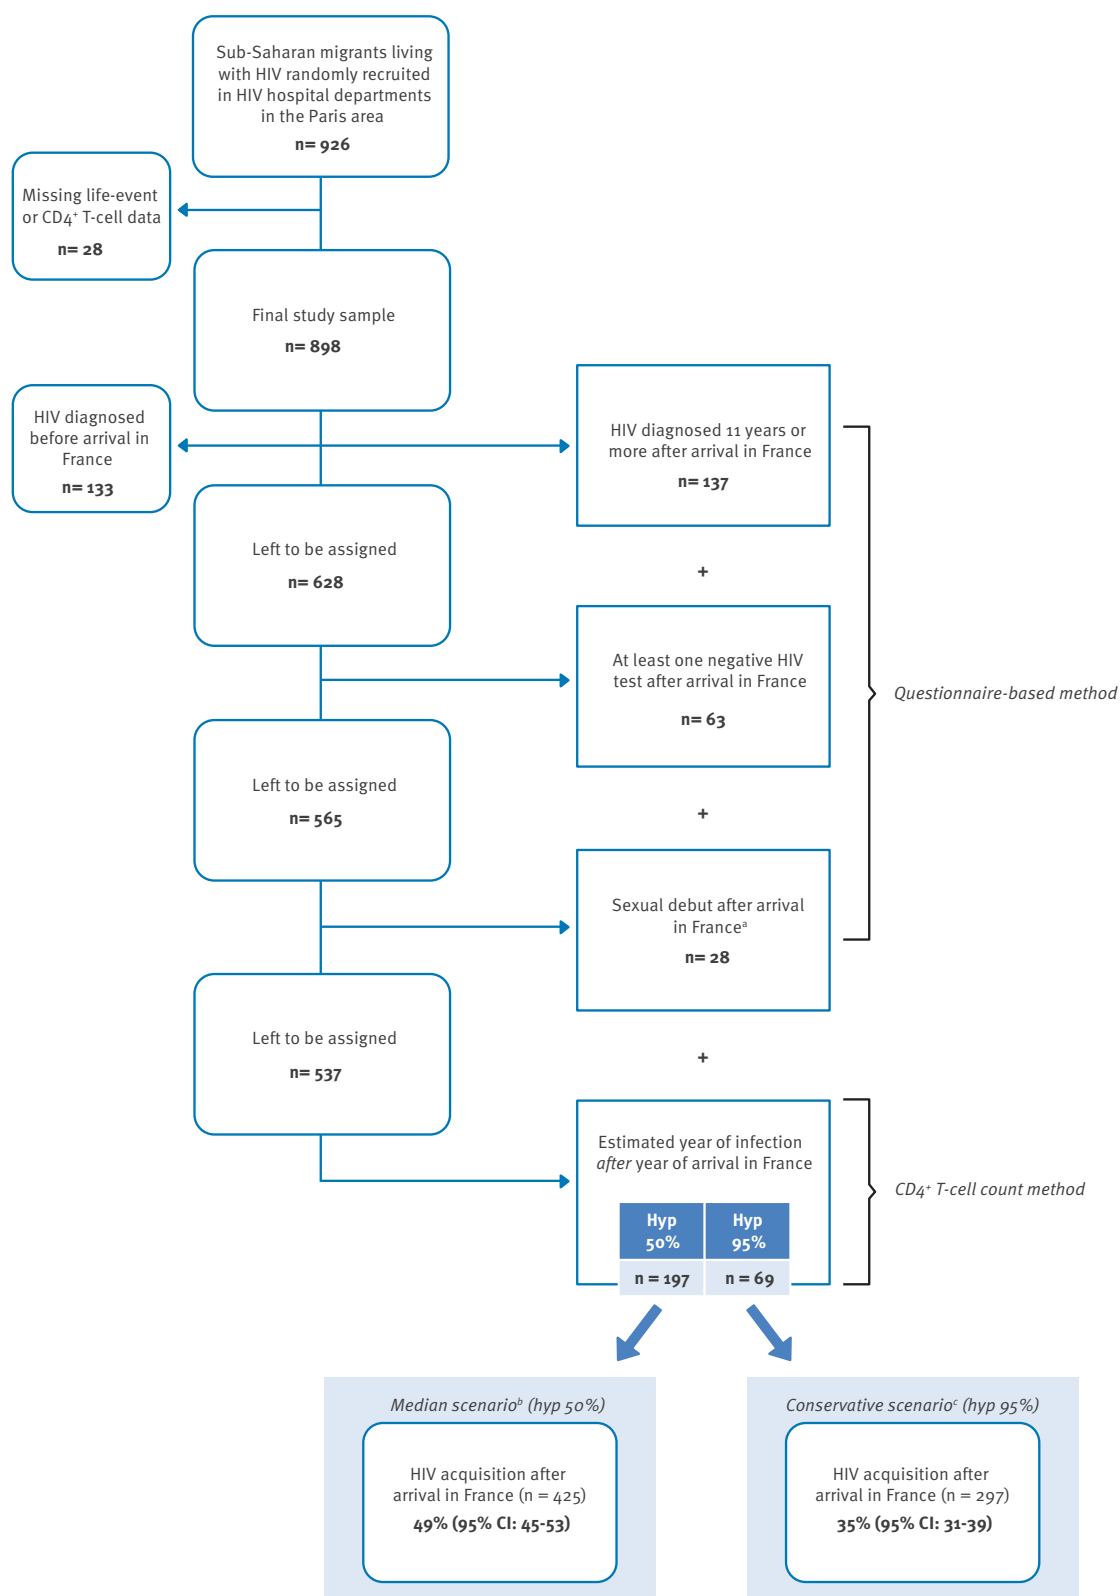 Sub-Saharan migrants living
with HIV randomly recruited
in HIV hospital departments
in the Paris area
n= 926
Missing life-event
or CD4⁺ T-cell data
n= 28
Final study sample
n= 898
HIV diagnosed
before arrival in
France
n= 133
HIV diagnosed 11 years or
more after arrival in France
n= 137
Left to be assigned
n= 628
+
At least one negative HIV
test after arrival in France
n= 63
Questionnaire-based method
Left to be assigned
n= 565
+
Sexual debut after arrival
in Franceᵃ
n= 28
Left to be assigned
n= 537
+
Estimated year of infection
after year of arrival in France
CD4⁺ T-cell count method
Hyp
50%
Hyp
95%
n = 197
n = 69
Median scenarioᵇ (hyp 50%)
HIV acquisition after
arrival in France (n = 425)
49% (95% CI: 45-53)
Conservative scenarioᶜ (hyp 95%)
HIV acquisition after
arrival in France (n = 297)
35% (95% CI: 31-39)